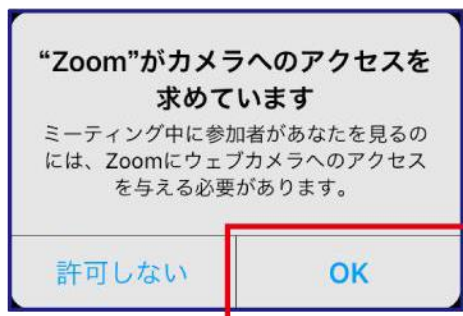 “Zoom”がカメラへのアクセスを
求めています
ミーティング中に参加者があなたを見るの
には、Zoomにウェブカメラへのアクセス
を与える必要があります。
許可しない
OK